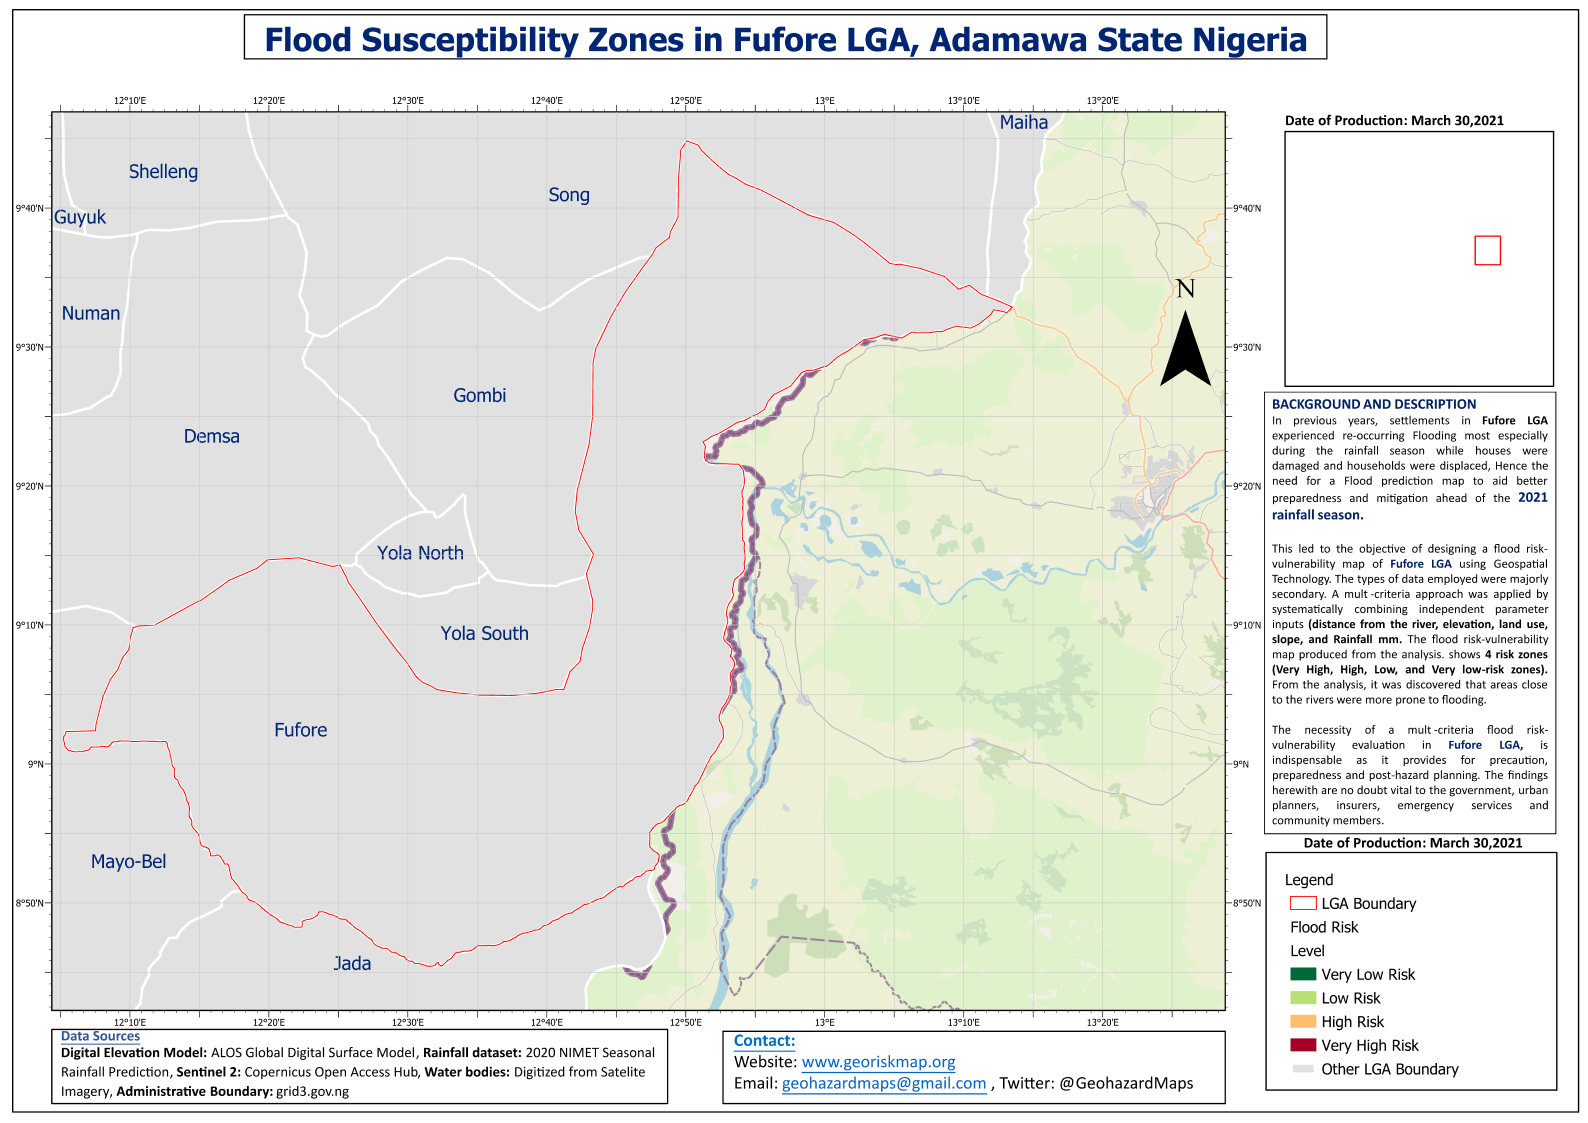 Flood Susceptibility Zones in Fufore LGA, Adamawa State Nigeria
12°10'E 12°20'E 12°30'E 12°40'E 12°50'E 13°E 13°10'E 13°20'E
Maiha
Shelleng
Song
Guyuk
9°40'N 9°40'N
Numan
N
9°30'N 9°30'N
Gombi
Demsa
9°20'N 9°20'N
Yola North
9°10'N 9°10'N
Yola South
Fufore
9°N 9°N
Mayo-Bel
8°50'N 8°50'N
Jada
12°10'E 12°20'E 12°30'E 12°40'E 12°50'E 13°E 13°10'E 13°20'E
Date of Production: March 30,2021
BACKGROUND AND DESCRIPTION
In previous years, settlements in Fufore LGA
experienced re-occurring Flooding most especially
during the rainfall season while houses were
damaged and households were displaced, Hence the
need for a Flood prediction map to aid better
preparedness and mitigation ahead of the 2021
rainfall season.
This led to the objective of designing a flood risk-
vulnerability map of Fufore LGA using Geospatial
Technology. The types of data employed were majorly
secondary. A mult -criteria approach was applied by
systematically combining independent parameter
inputs (distance from the river, elevation, land use,
slope, and Rainfall mm. The flood risk-vulnerability
map produced from the analysis. shows 4 risk zones
(Very High, High, Low, and Very low-risk zones).
From the analysis, it was discovered that areas close
to the rivers were more prone to flooding.
The necessity of a mult -criteria flood risk-
vulnerability evaluation in Fufore LGA, is
indispensable as it provides for precaution,
preparedness and post-hazard planning. The findings
herewith are no doubt vital to the government, urban
planners, insurers, emergency services and
community members.
Date of Production: March 30,2021
Legend
LGA Boundary
Flood Risk
Level
Very Low Risk
Low Risk
High Risk
Very High Risk
Other LGA Boundary
Data Sources
Digital Elevation Model: ALOS Global Digital Surface Model, Rainfall dataset: 2020 NIMET Seasonal
Rainfall Prediction, Sentinel 2: Copernicus Open Access Hub, Water bodies: Digitized from Satelite
Imagery, Administrative Boundary: grid3.gov.ng
Contact:
Website: www.georiskmap.org
Email: geohazardmaps@gmail.com , Twitter: @GeohazardMaps